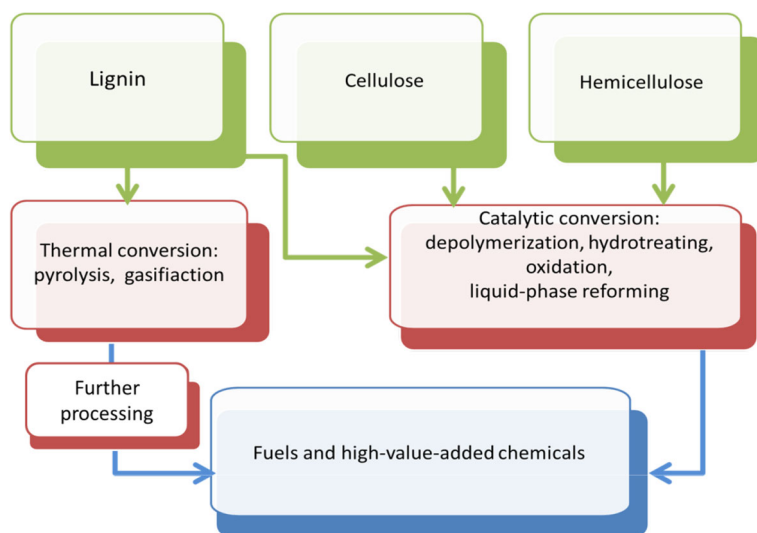 Lignin
Cellulose
Hemicellulose
Thermal conversion:
pyrolysis, gasifiaction
Catalytic conversion:
depolymerization, hydrotreating,
oxidation,
liquid-phase reforming
Further
processing
Fuels and high-value-added chemicals